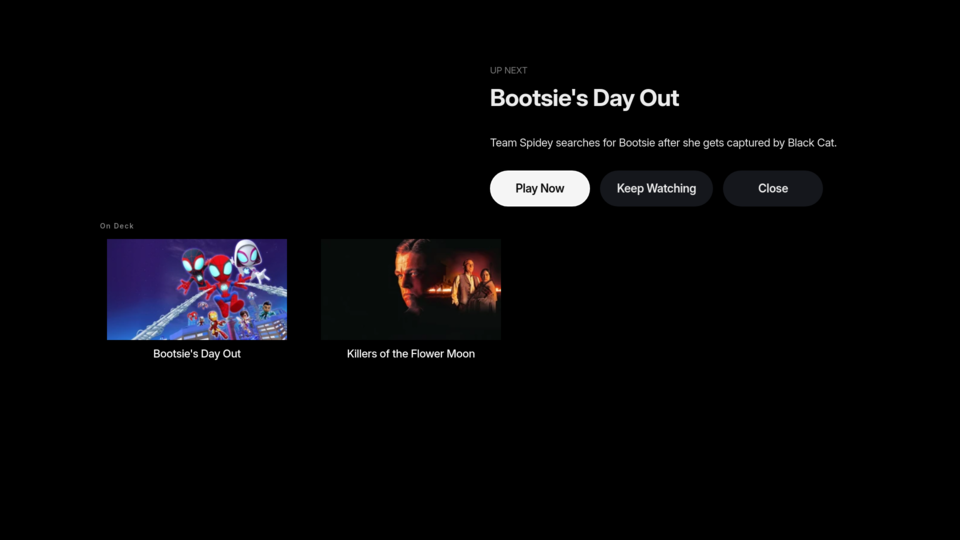 UP NEXT
Bootsie's Day Out
Team Spidey searches for Bootsie after she gets captured by Black Cat.
Play Now
Keep Watching
Close
On Deck
Bootsie's Day Out
Killers of the Flower Moon